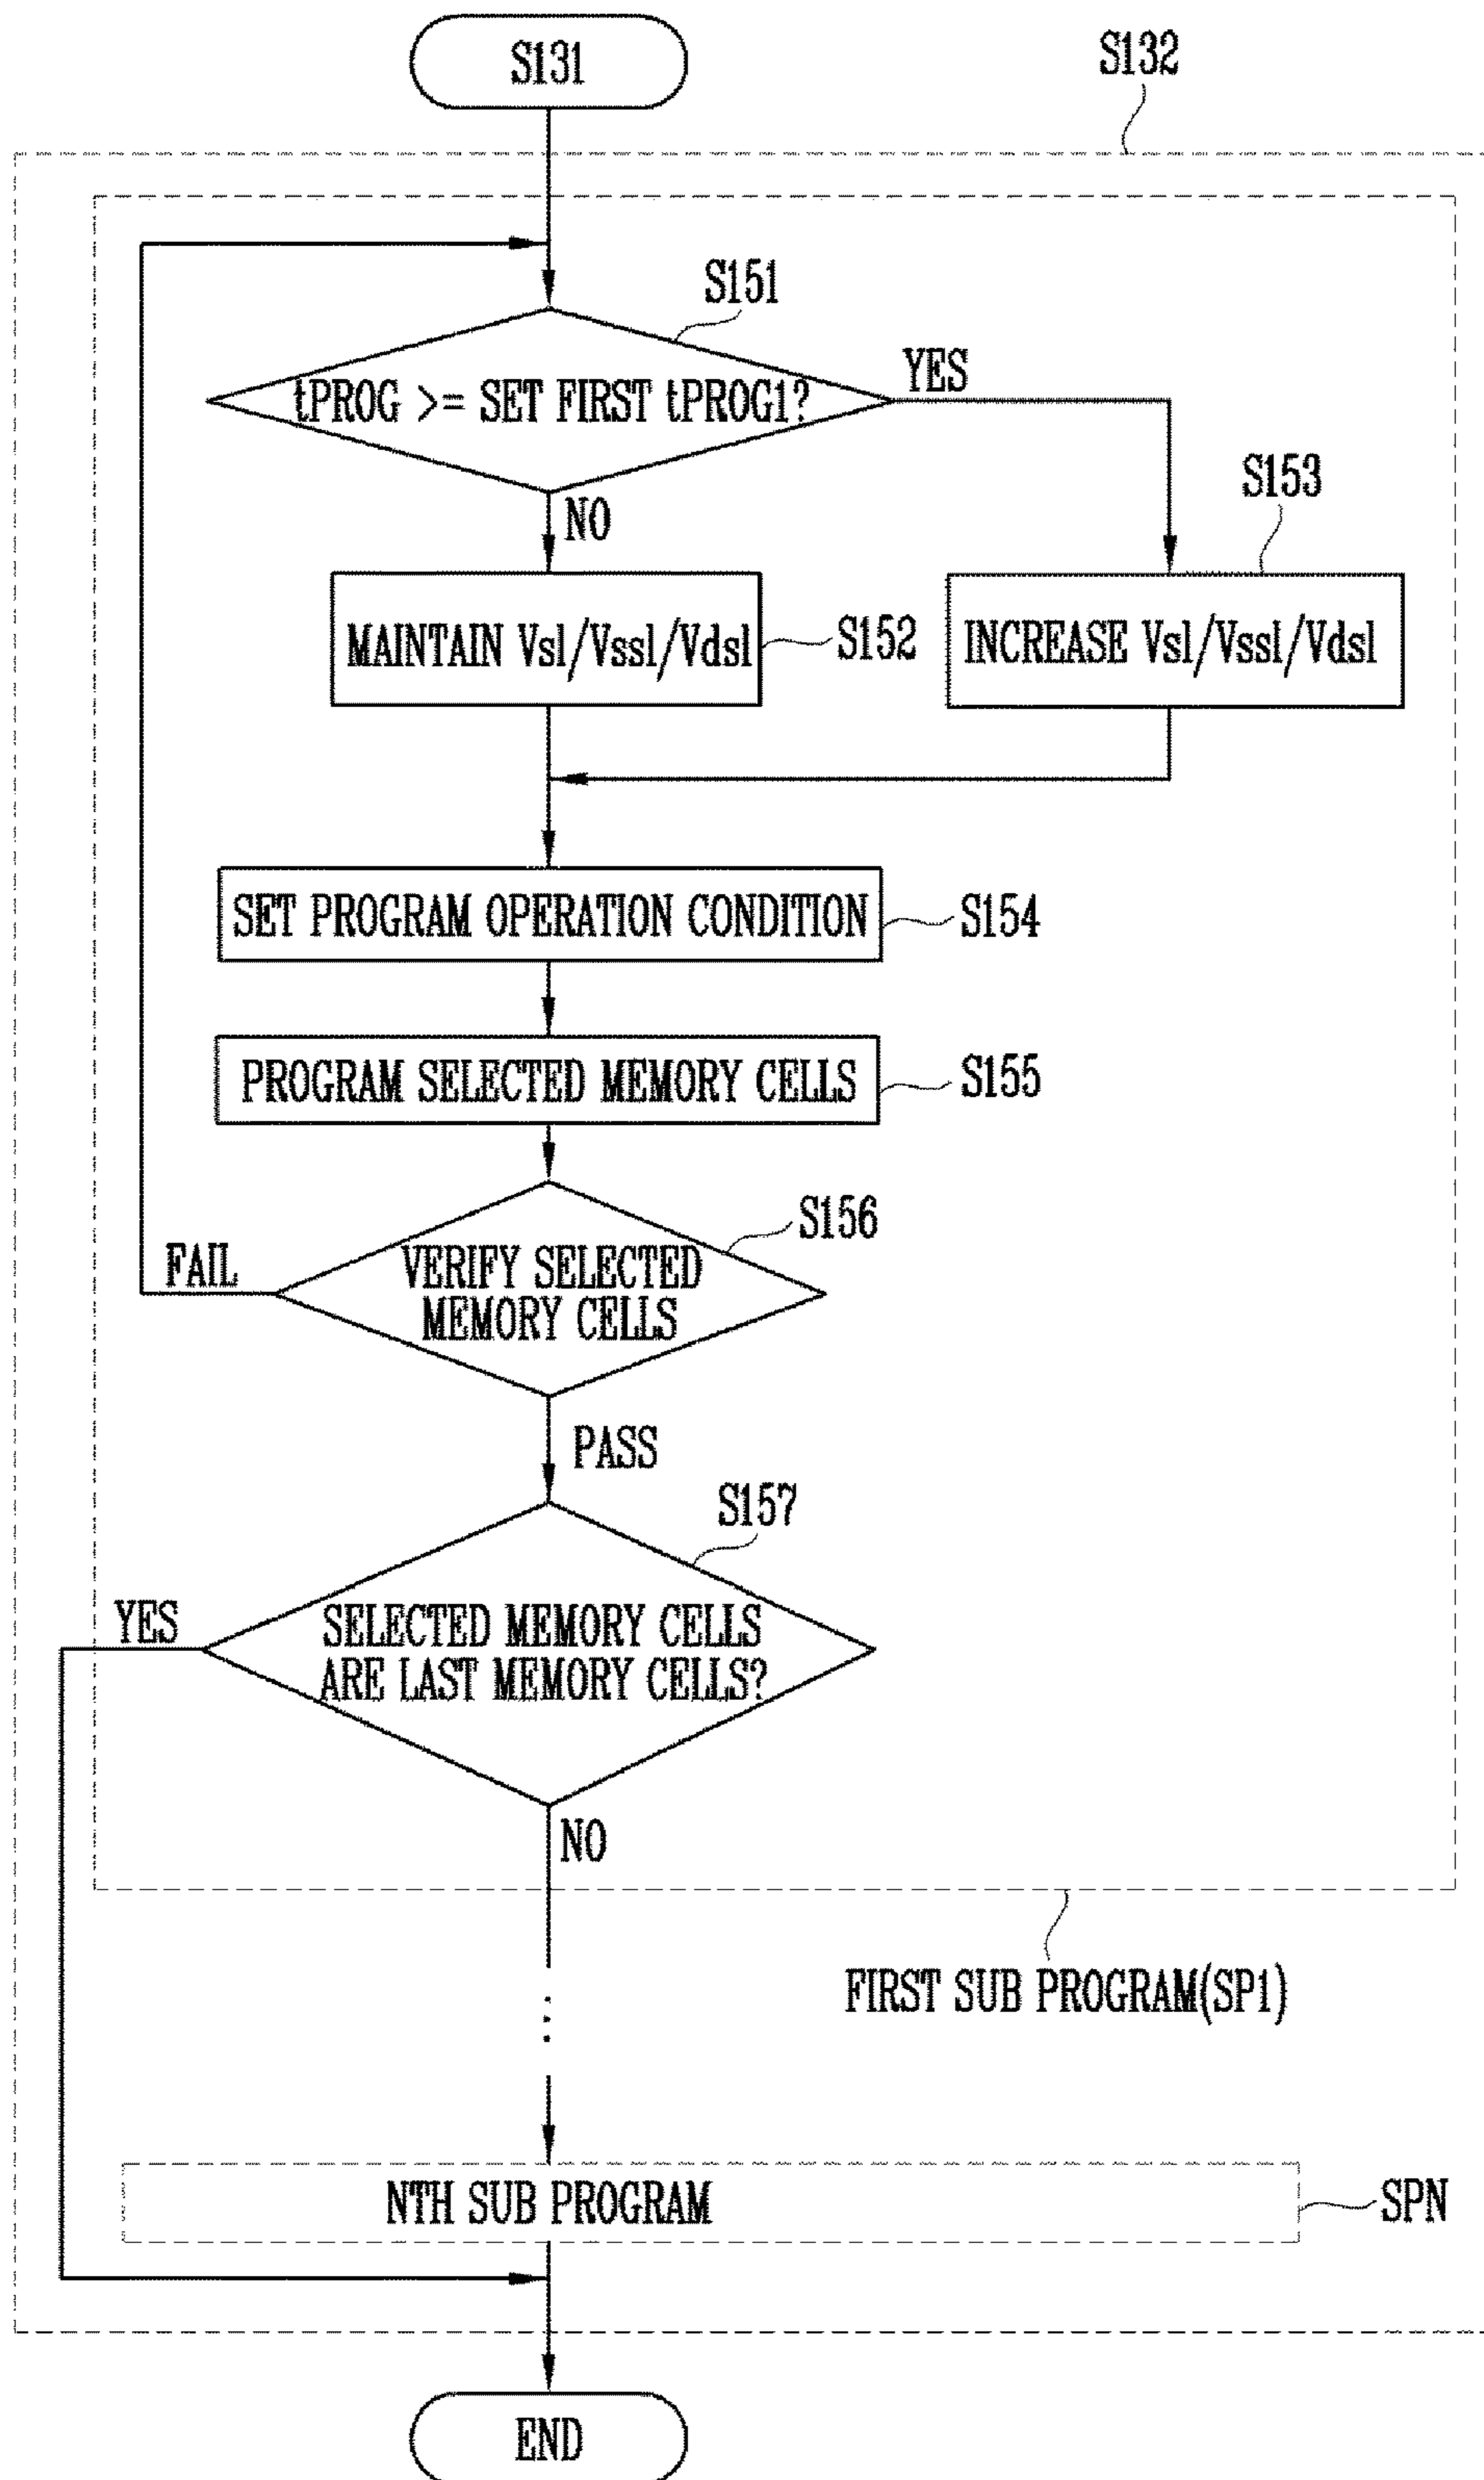 S131
S132
S151
tPROG >= SET FIRST tPROG1?
YES
NO
S153
MAINTAIN Vsl/Vssl/Vdsl
S152
INCREASE Vsl/Vssl/Vdsl
SET PROGRAM OPERATION CONDITION
S154
PROGRAM SELECTED MEMORY CELLS
S155
S156
FAIL
VERIFY SELECTED
MEMORY CELLS
PASS
S157
YES
SELECTED MEMORY CELLS
ARE LAST MEMORY CELLS?
NO
FIRST SUB PROGRAM(SP1)
NTH SUB PROGRAM
SPN
END